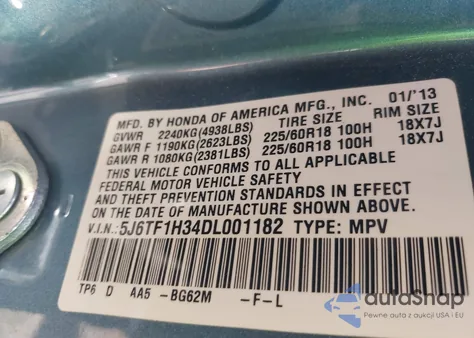 MFD. BY HONDA OF AMERICA MFG., INC. 01/'13
GVWR 2240KG(4938LBS) TIRE SIZE RIM SIZE
GAWR F 1190KG(2623LBS) 225/60R18 100H 18X7J
GAWR R 1080KG(2381LBS) 225/60R18 100H 18X7J
THIS VEHICLE CONFORMS TO ALL APPLICABLE
FEDERAL MOTOR VEHICLE SAFETY
AND THEFT PREVENTION STANDARDS IN EFFECT
ON THE DATE OF MANUFACTURE SHOWN ABOVE.
V.I.N.: 5J6TF1H34DL001182 TYPE: MPV
TP6 D AA5 -BG62M -F-L
autaShop
Pewne auto z aukcji USA i EU